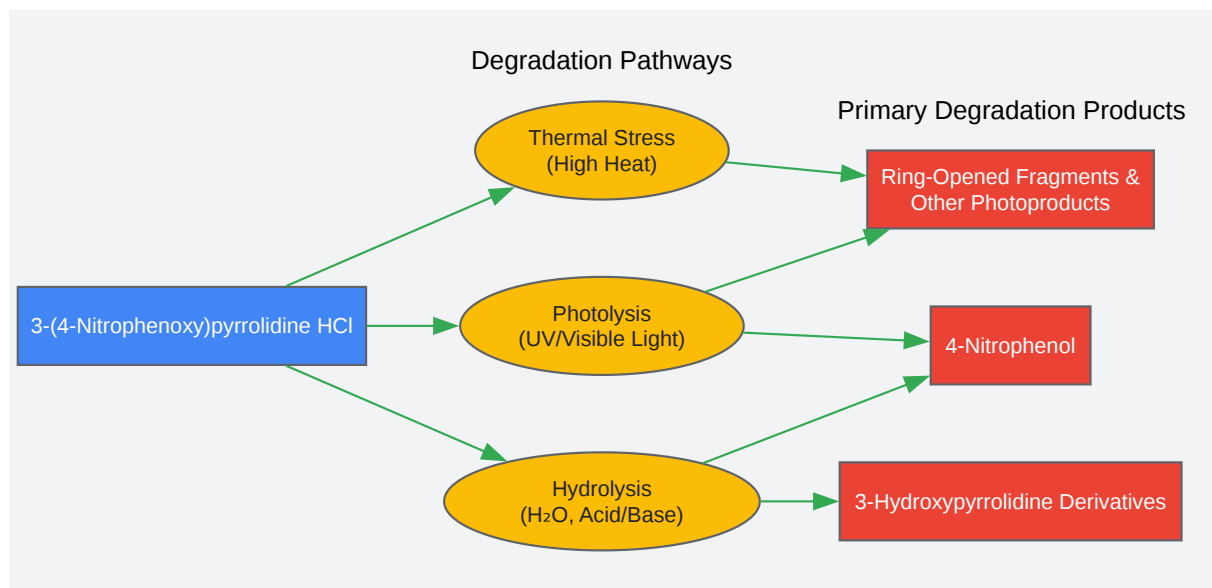 Degradation Pathways
Primary Degradation Products
Thermal Stress
(High Heat)
Ring-Opened Fragments &
Other Photoproducts
3-(4-Nitrophenoxy)pyrrolidine HCl
Photolysis
(UV/Visible Light)
4-Nitrophenol
Hydrolysis
(H₂O, Acid/Base)
3-Hydroxypyrrolidine Derivatives